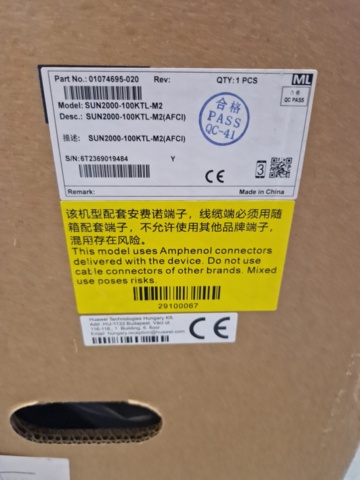 Part No.: 01074695-020 Rev: QTY: 1 PCS ML
Model: SUN2000-100KTL-M2
Desc.: SUN2000-100KTL-M2(AFCI)
合格
PASS
QC-41
QC PASS
描述: SUN2000-100KTL-M2(AFCI)
S/N:6T2369019484 Y
CE
3
Remark: Made in China
该机型配套安费诺端子，线缆端必须用随
箱配套端子，不允许使用其他品牌端子，
混用存在风险。
This model uses Amphenol connectors
delivered with the device. Do not use
cable connectors of other brands. Mixed
use poses risks.
29100067
Huawei Technologies Hungary Kft.
CE